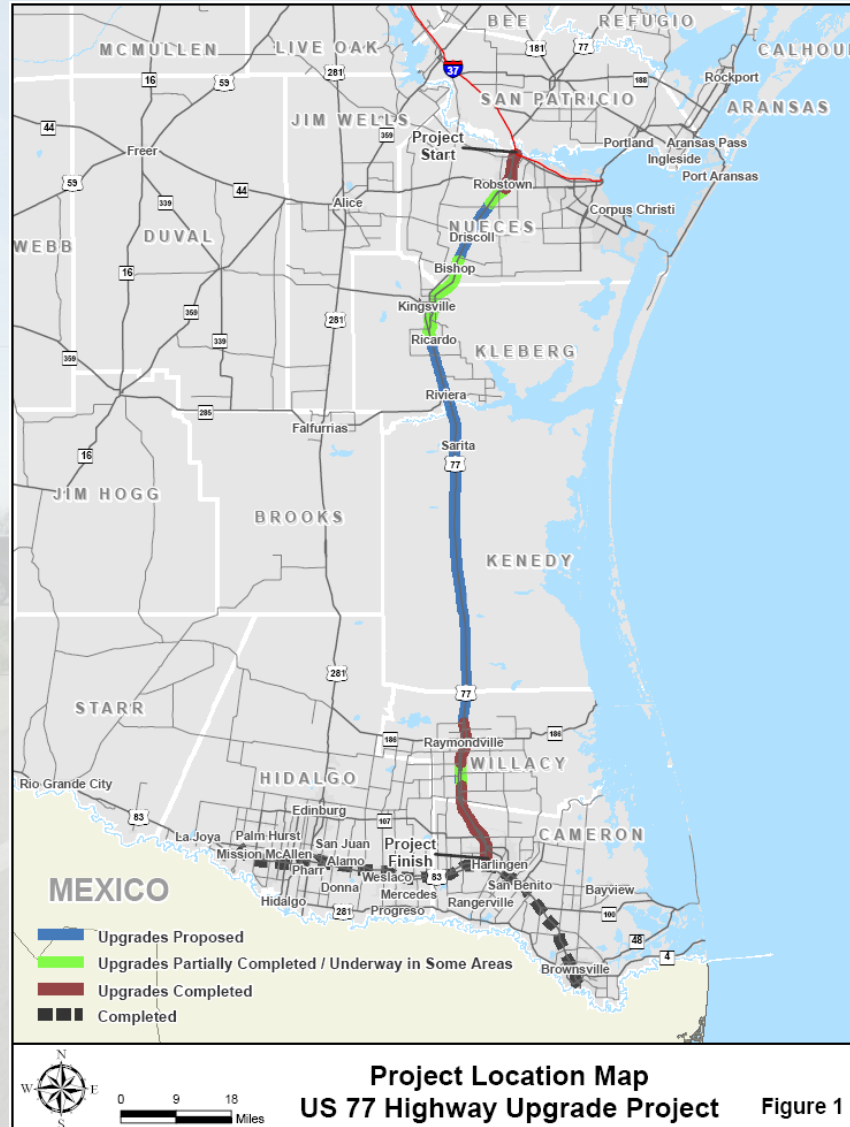 BEE
REFUGIO
MCMULLEN
LIVE OAK
181
77
CALHOU
281
37
16
59
188
Rockport
SAN PATRICIO
ARANSAS
JIM WELLS
44
359
Project
Start
Portland
Aransas Pass
Freer
Ingleside
Port Aransas
59
44
Robstown
339
Alice
Corpus Christi
NUECES
WEBB
DUVAL
Driscoll
16
Bishop
Kingsville
359
281
339
Ricardo
359
KLEBERG
Riviera
285
Falfurrias
Sarita
16
77
JIM HOGG
BROOKS
KENEDY
281
77
STARR
186
Raymondville
186
WILLACY
HIDALGO
Rio Grande City
83
Edinburg
107
CAMERON
La Joya
Palm Hurst
San Juan
Project
Finish
Mission
McAllen
Alamo
Harlingen
Pharr
Weslaco
83
San Benito
Donna
Mercedes
Bayview
MEXICO
Hidalgo
281
Progreso
Rangerville
100
Upgrades Proposed
48
Upgrades Partially Completed / Underway in Some Areas
4
Brownsville
Upgrades Completed
Completed
N
W
E
S
0
9
18
Miles
Project Location Map
US 77 Highway Upgrade Project
Figure 1